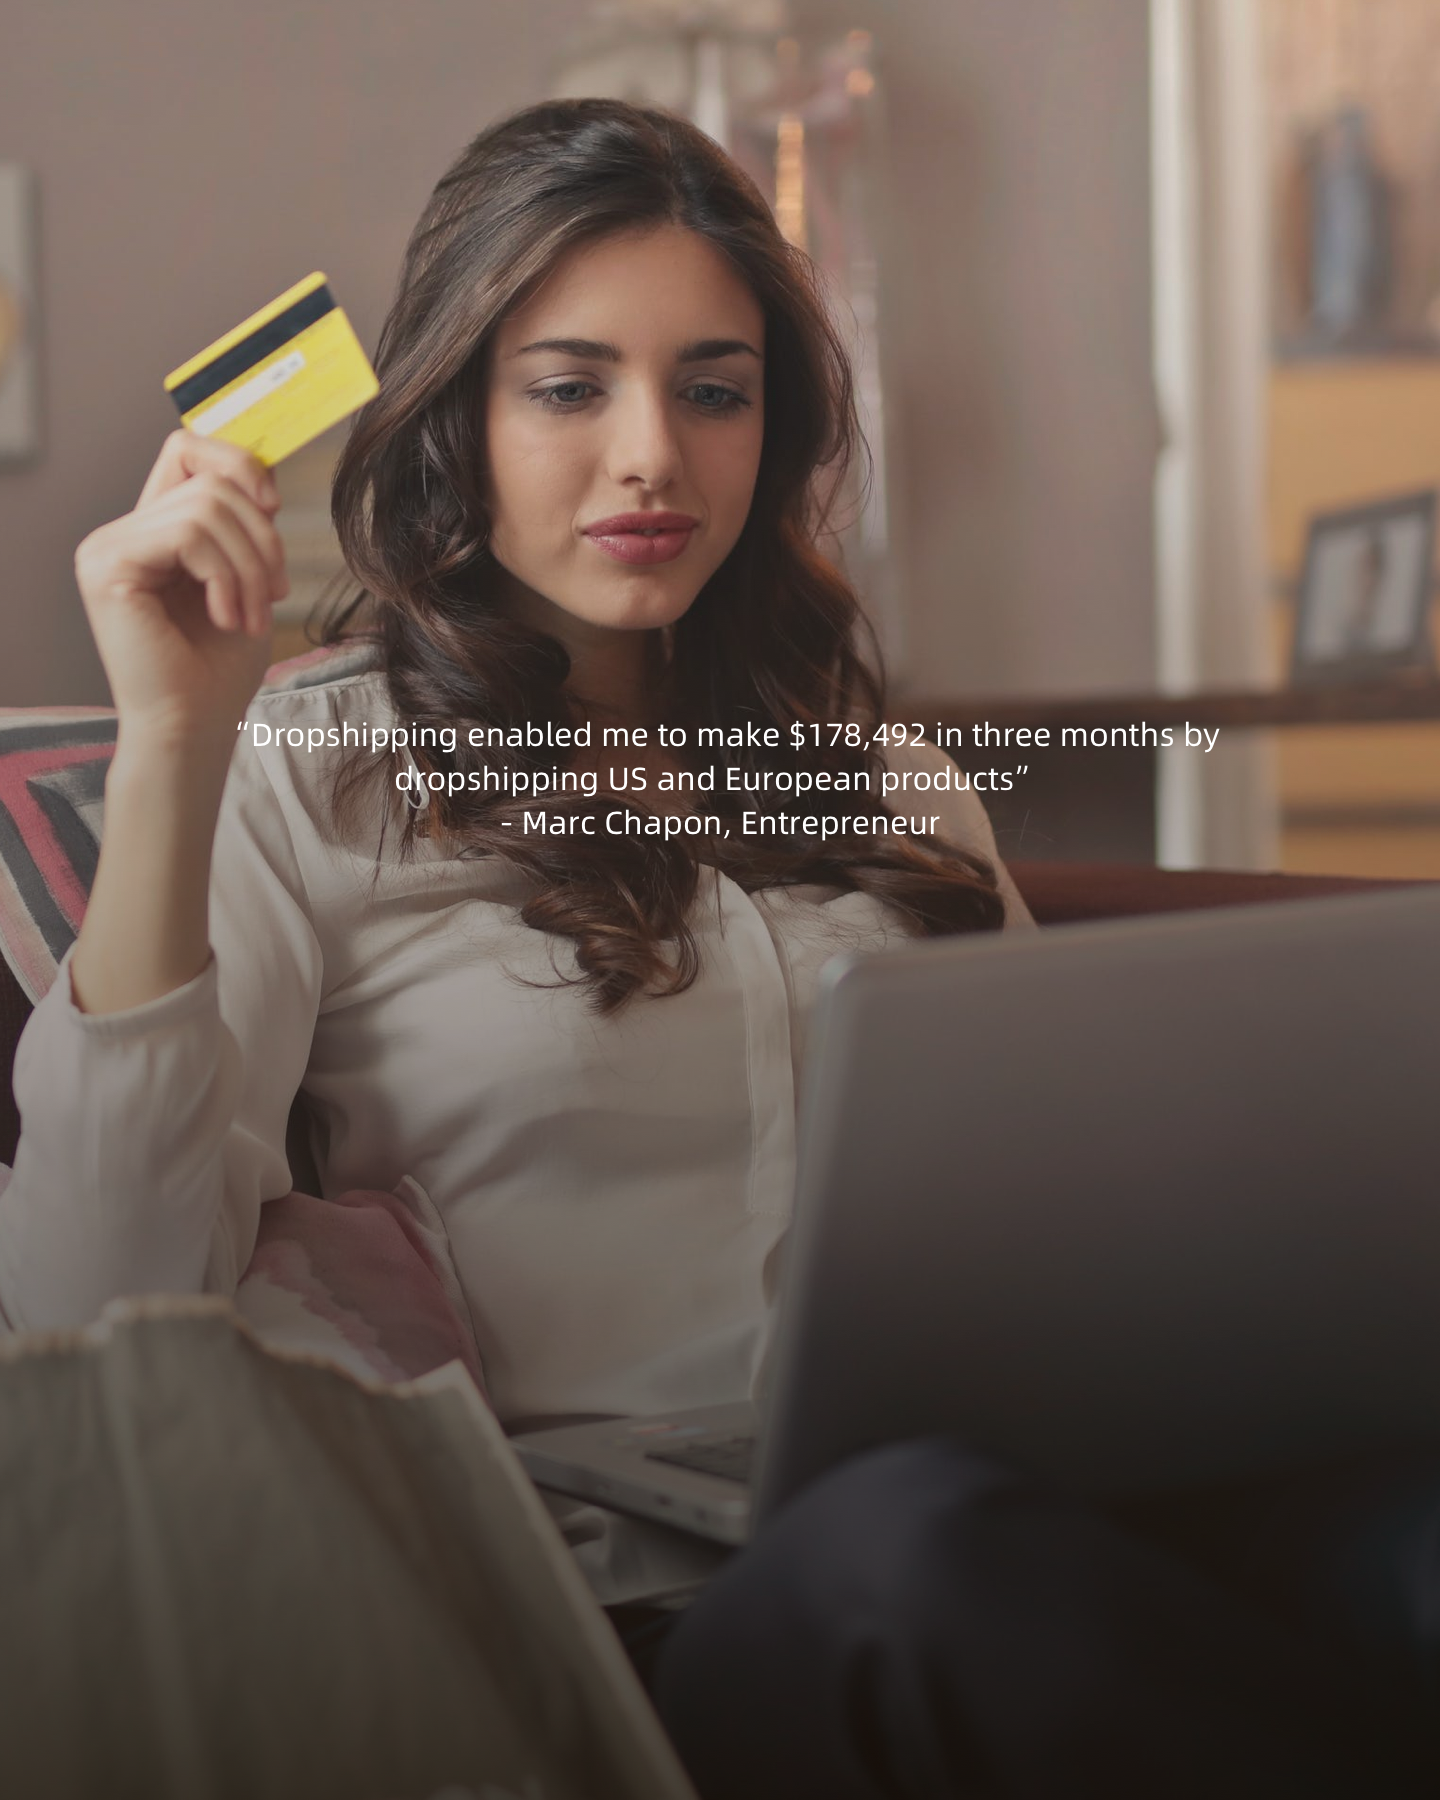 “Dropshipping enabled me to make $178,492 in three months by
dropshipping US and European products”
- Marc Chapon, Entrepreneur